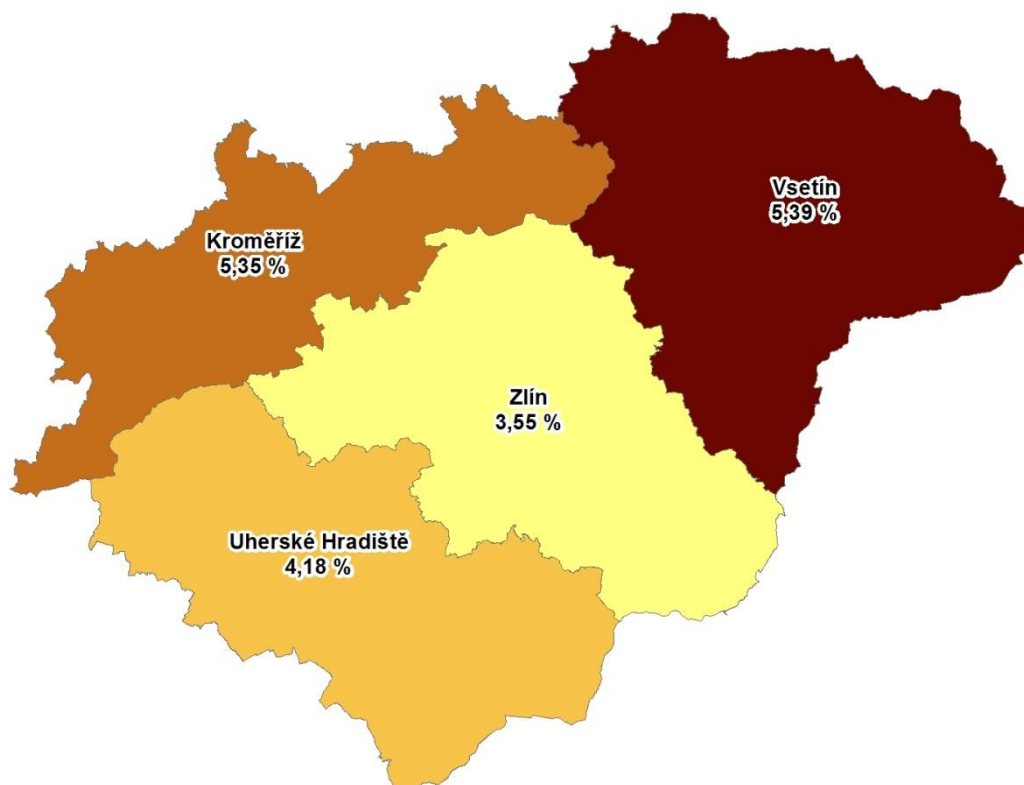 Vsetín
5,39 %
Kroměříž
5,35 %
Zlín
3,55 %
Uherské Hradiště
4,18 %